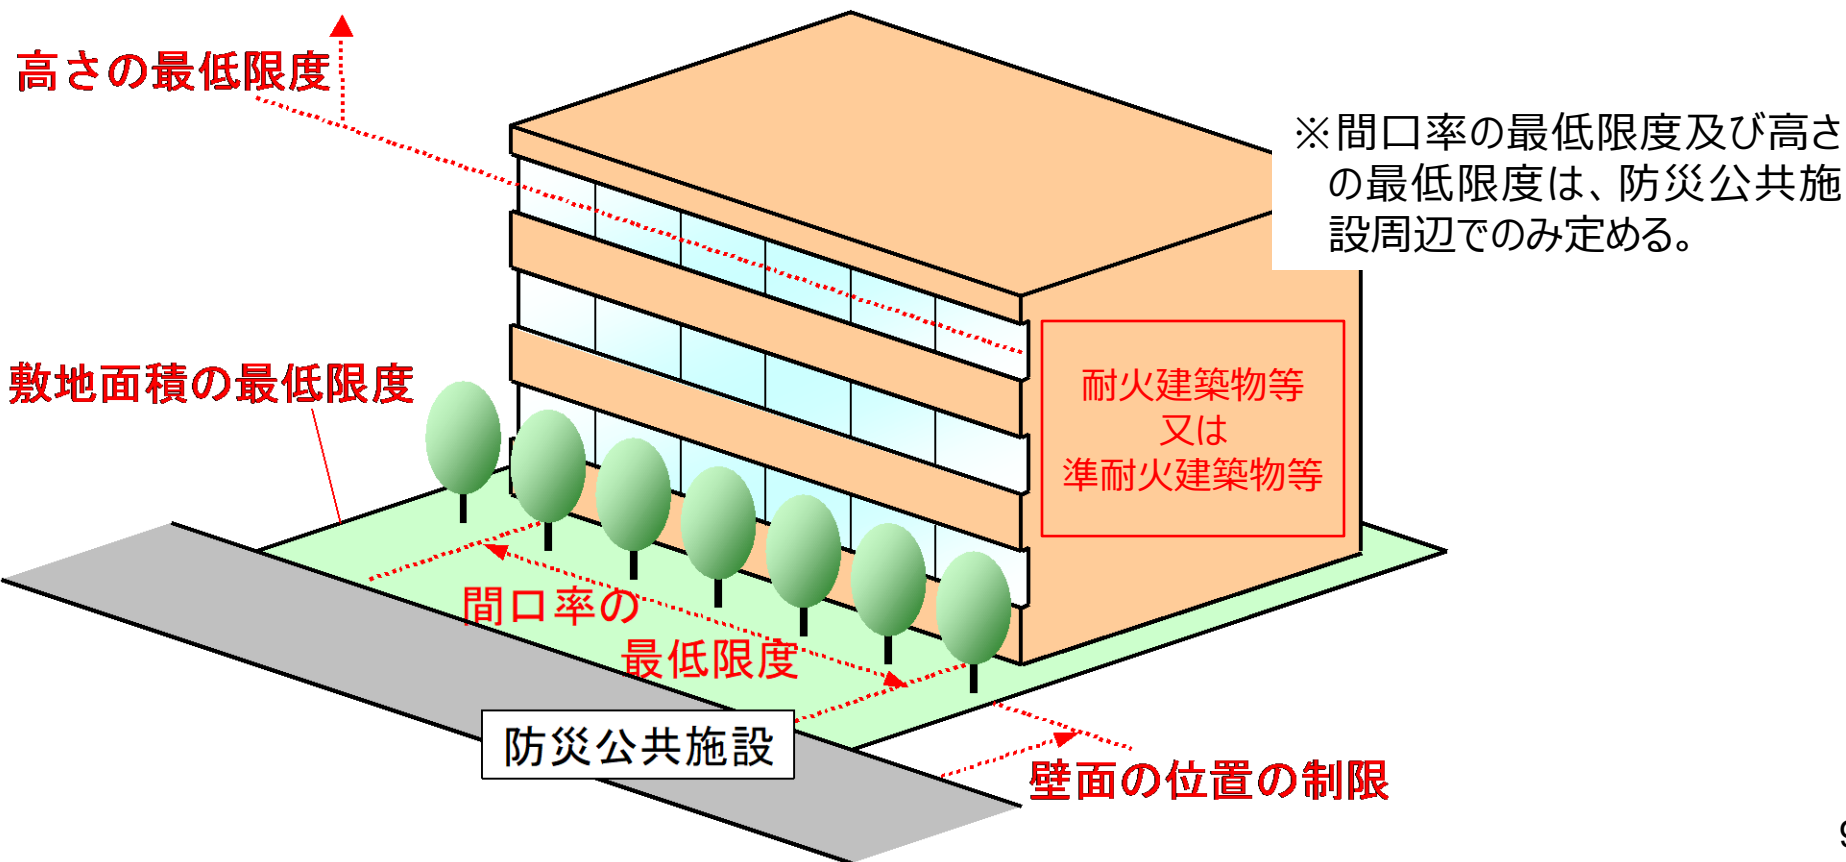 高さの最低限度
※間口率の最低限度及び高さ
の最低限度は、防災公共施
設周辺でのみ定める。
敷地面積の最低限度
耐火建築物等
又は
準耐火建築物等
間口率の
最低限度
防災公共施設
壁面の位置の制限